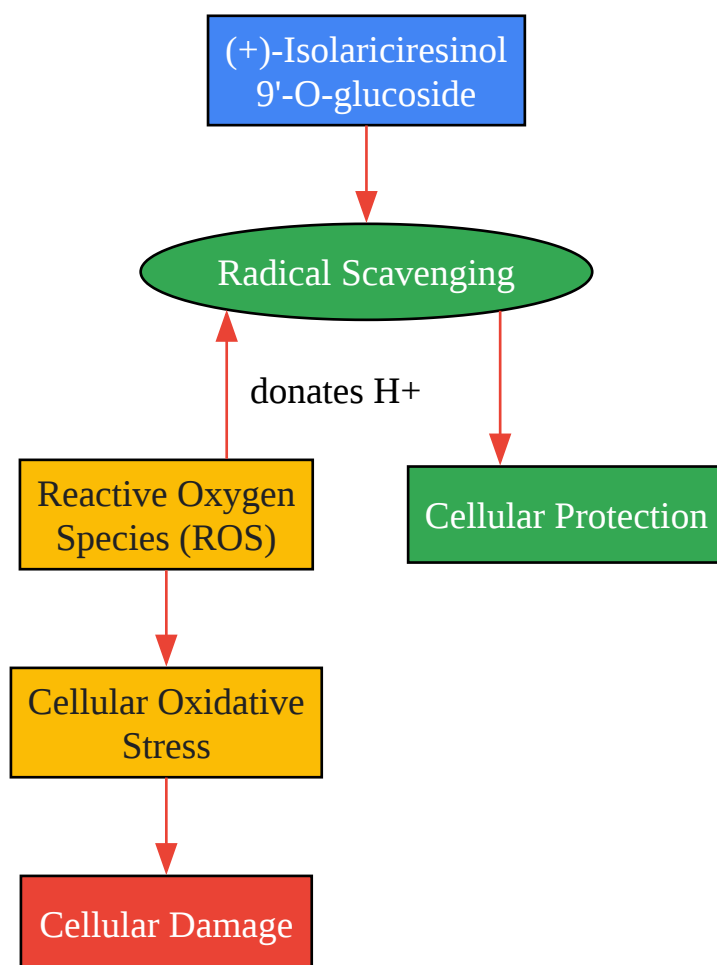 (+)-Isolariciresinol
9'-O-glucoside
Radical Scavenging
donates H+
Reactive Oxygen
Species (ROS)
Cellular Protection
Cellular Oxidative
Stress
Cellular Damage